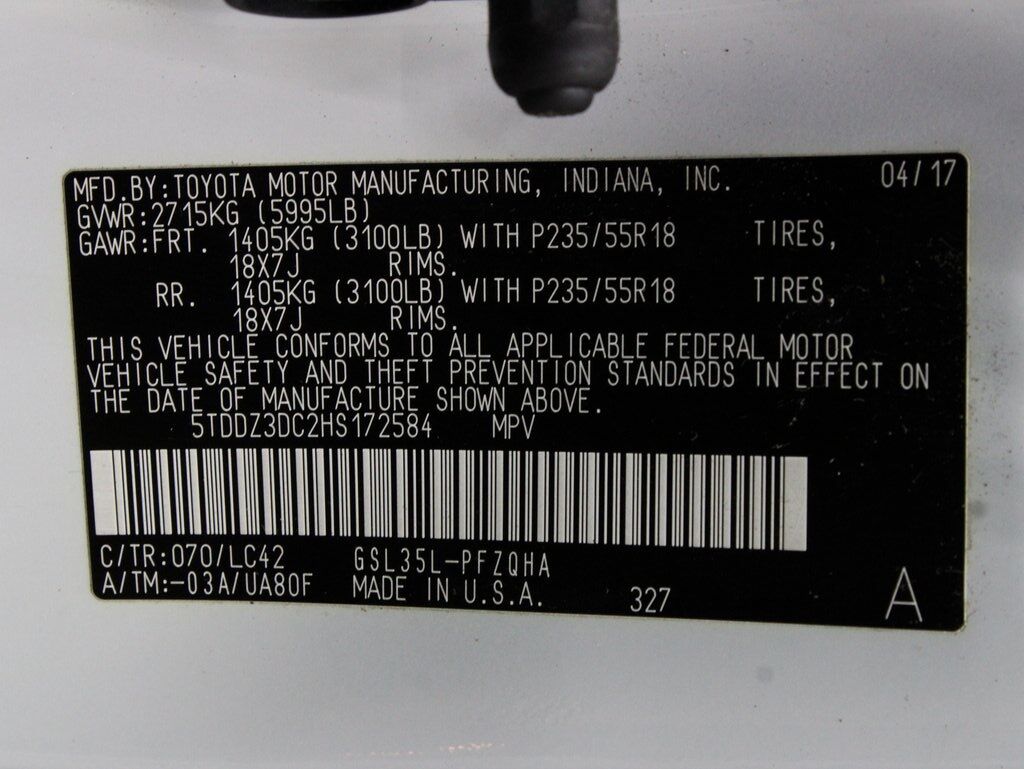 MFD.BY:TOYOTA MOTOR MANUFACTURING, INDIANA, INC. 04/17
GVWR:2715KG (5995LB)
GAWR:FRT. 1405KG (3100LB) WITH P235/55R18 TIRES,
18X7J RIMS.
RR. 1405KG (3100LB) WITH P235/55R18 TIRES,
18X7J RIMS.
THIS VEHICLE CONFORMS TO ALL APPLICABLE FEDERAL MOTOR
VEHICLE SAFETY AND THEFT PREVENTION STANDARDS IN EFFECT ON
THE DATE OF MANUFACTURE SHOWN ABOVE.
5TDDZ3DC2HS172584 MPV
C/TR:070/LC42 GSL35L-PFZQHA
A/TM:-03A/UA80F MADE IN U.S.A. 327 A